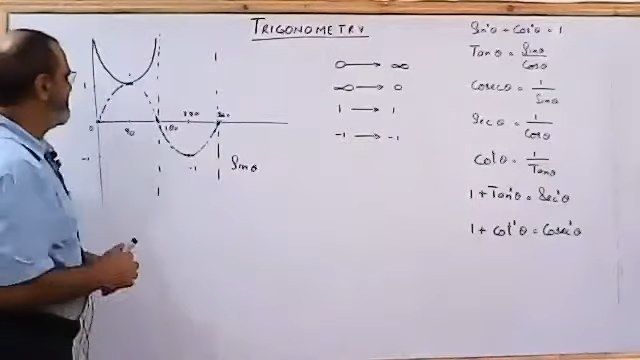 TRIGONOMETRY
1
0
90
180
270
360
-1
-1
Sinθ
0 → ∞
∞ → 0
1 → 1
-1 → -1
Sin²θ + Cos²θ = 1
Tanθ = Sinθ / Cosθ
Cosecθ = 1 / Sinθ
Secθ = 1 / Cosθ
Cotθ = 1 / Tanθ
1 + Tan²θ = Sec²θ
1 + Cot²θ = Cosec²θ